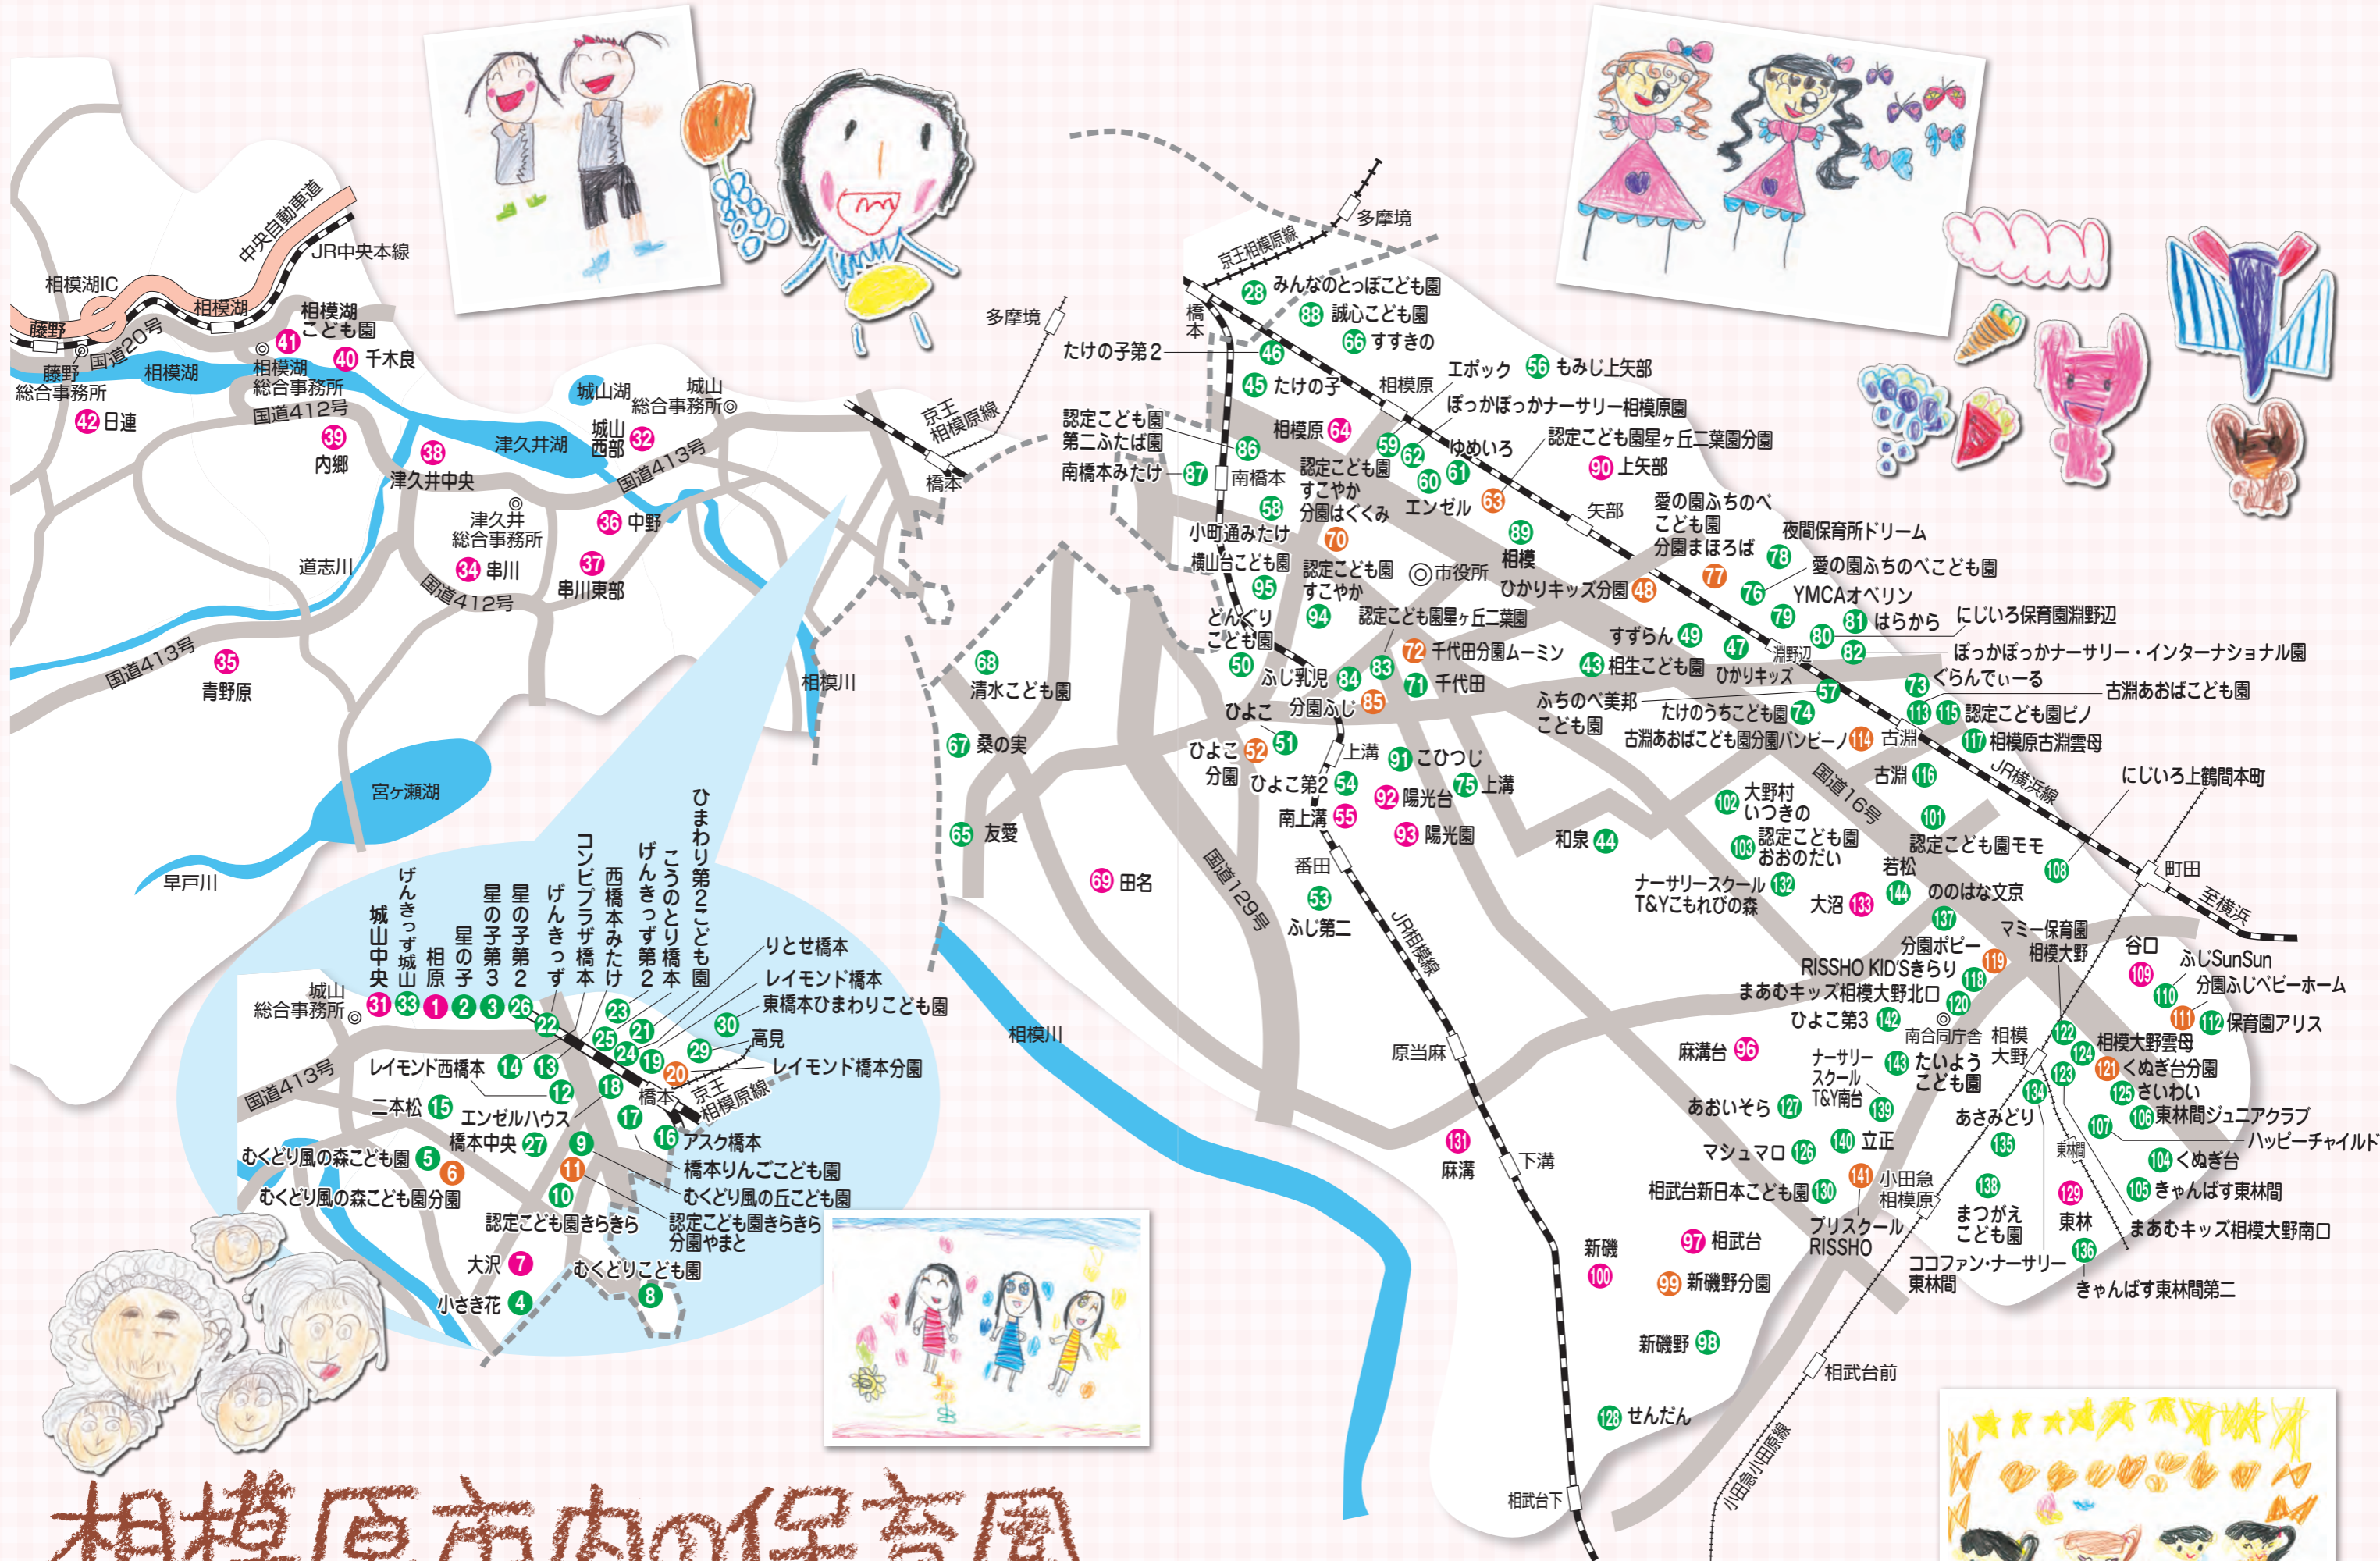 中央自動車道
JR中央本線
相模湖IC
相模湖
藤野
国道20号
41
相模湖
こども園
40 千木良
藤野
総合事務所
相模湖
相模湖
総合事務所
国道412号
42 日連
39
内郷
38
津久井中央
津久井湖
城山湖
城山
総合事務所
城山
西部
32
国道413号
津久井
総合事務所
36 中野
37
串川東部
34 串川
国道412号
道志川
国道413号
35
青野原
宮ヶ瀬湖
早戸川
相模川
多摩境
京王
相模原線
橋本
城山
総合事務所
城山中央
31
げんきっず城山
33
相原
1
星の子
2
星の子第3
3
星の子第2
26
げんきっず
22
コンビプラザ橋本
13
西橋本みたけ
25
げんきっず第2
23
こうのとり橋本
24
ひまわり第2こども園
21
りとせ橋本
19
レイモンド橋本
東橋本ひまわりこども園
30
高見
29
20
レイモンド橋本分園
国道413号
レイモンド西橋本
14
12
二本松 15
エンゼルハウス
18
橋本
京王
相模原線
17
16 アスク橋本
橋本中央 27
9
橋本りんごこども園
むくどり風の森こども園 5
6
むくどり風の森こども園分園
11
むくどり風の丘こども園
10
認定こども園きらきら
認定こども園きらきら
分園やまと
大沢 7
むくどりこども園
8
小さき花 4
多摩境
京王相模原線
橋本
28 みんなのとっぽこども園
88 誠心こども園
66 すすきの
たけの子第2
46
45 たけの子
相模原
エポック
56 もみじ上矢部
ぽっかぽっかナーサリー相模原園
認定こども園
第二ふたば園
86
相模原 64
59
62
ゆめいろ
60
61
認定こども園星ヶ丘二葉園分園
63
90 上矢部
南橋本みたけ 87
南橋本
認定こども園
すこやか
分園はぐくみ
70
エンゼル
58
小町通みたけ
89
相模
矢部
愛の園ふちのべ
こども園
分園まほろば
77
夜間保育所ドリーム
78
愛の園ふちのべこども園
76
横山台こども園
95
認定こども園
すこやか
94
市役所
ひかりキッズ分園 48
YMCAオベリン
79
81 はらから
にじいろ保育園淵野辺
80
どんぐり
こども園
50
認定こども園星ヶ丘二葉園
83
72 千代田分園ムーミン
すずらん 49
47
ひかりキッズ
淵野辺
82
ぽっかぽっかナーサリー・インターナショナル園
43 相生こども園
ふじ乳児 84
71 千代田
分園ふじ 85
ふちのべ美邦
こども園
57
73 ぐらんでぃーる
古淵あおばこども園
たけのうちこども園 74
113
115 認定こども園ピノ
古淵あおばこども園分園バンビーノ 114
古淵
117 相模原古淵雲母
ひよこ
51
ひよこ
分園
52
上溝
91 こひつじ
ひよこ第2 54
75 上溝
92 陽光台
南上溝 55
93 陽光園
68
清水こども園
67 桑の実
65 友愛
69 田名
国道129号
番田
53
ふじ第二
JR相模線
和泉 44
古淵 116
国道16号
JR横浜線
にじいろ上鶴間本町
102 大野村
いつきの
103 認定こども園
おおのだい
101
認定こども園モモ
108
町田
至横浜
ナーサリースクール
T&Yこもれびの森
132
若松
144
大沼 133
ののはな文京
137
マミー保育園
相模大野
分園ポピー
119
RISSHO KID'Sきらり
118
まあむキッズ相模大野北口
120
ひよこ第3 142
南合同庁舎
谷口
109
ふじSunSun
110
分園ふじベビーホーム
111
112 保育園アリス
相模川
原当麻
麻溝台 96
ナーサリー
スクール
T&Y南台
139
143 たいよう
こども園
相模
大野
122
124
相模大野雲母
123
121 くぬぎ台分園
125 さいわい
106 東林間ジュニアクラブ
107
ハッピーチャイルド
134
あさみどり
135
東林間
104 くぬぎ台
105 きゃんばす東林間
129
東林
まあむキッズ相模大野南口
136
きゃんばす東林間第二
あおいそら 127
140 立正
マシュマロ 126
141
プリスクール
RISSHO
相武台新日本こども園 130
小田急
相模原
138
まつがえ
こども園
ココファン・ナーサリー
東林間
131
麻溝
下溝
新磯
100
97 相武台
99 新磯野分園
新磯野 98
128 せんだん
相武台前
小田急小田原線
相武台下
相模原市内の保育園